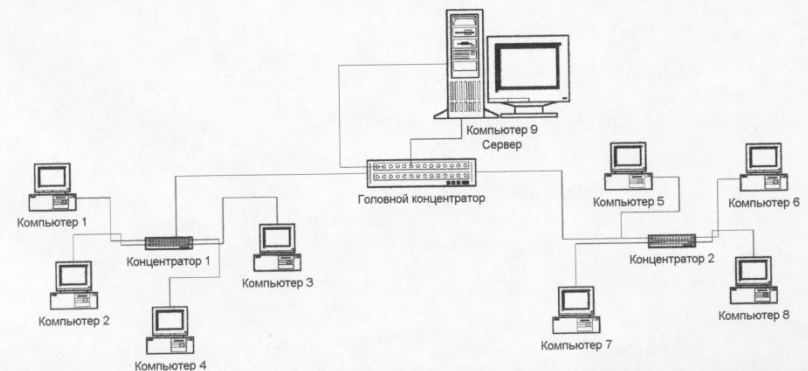 Компьютер 9
Сервер
Головной концентратор
Компьютер 1
Компьютер 2
Концентратор 1
Компьютер 3
Компьютер 4
Компьютер 5
Компьютер 6
Концентратор 2
Компьютер 7
Компьютер 8